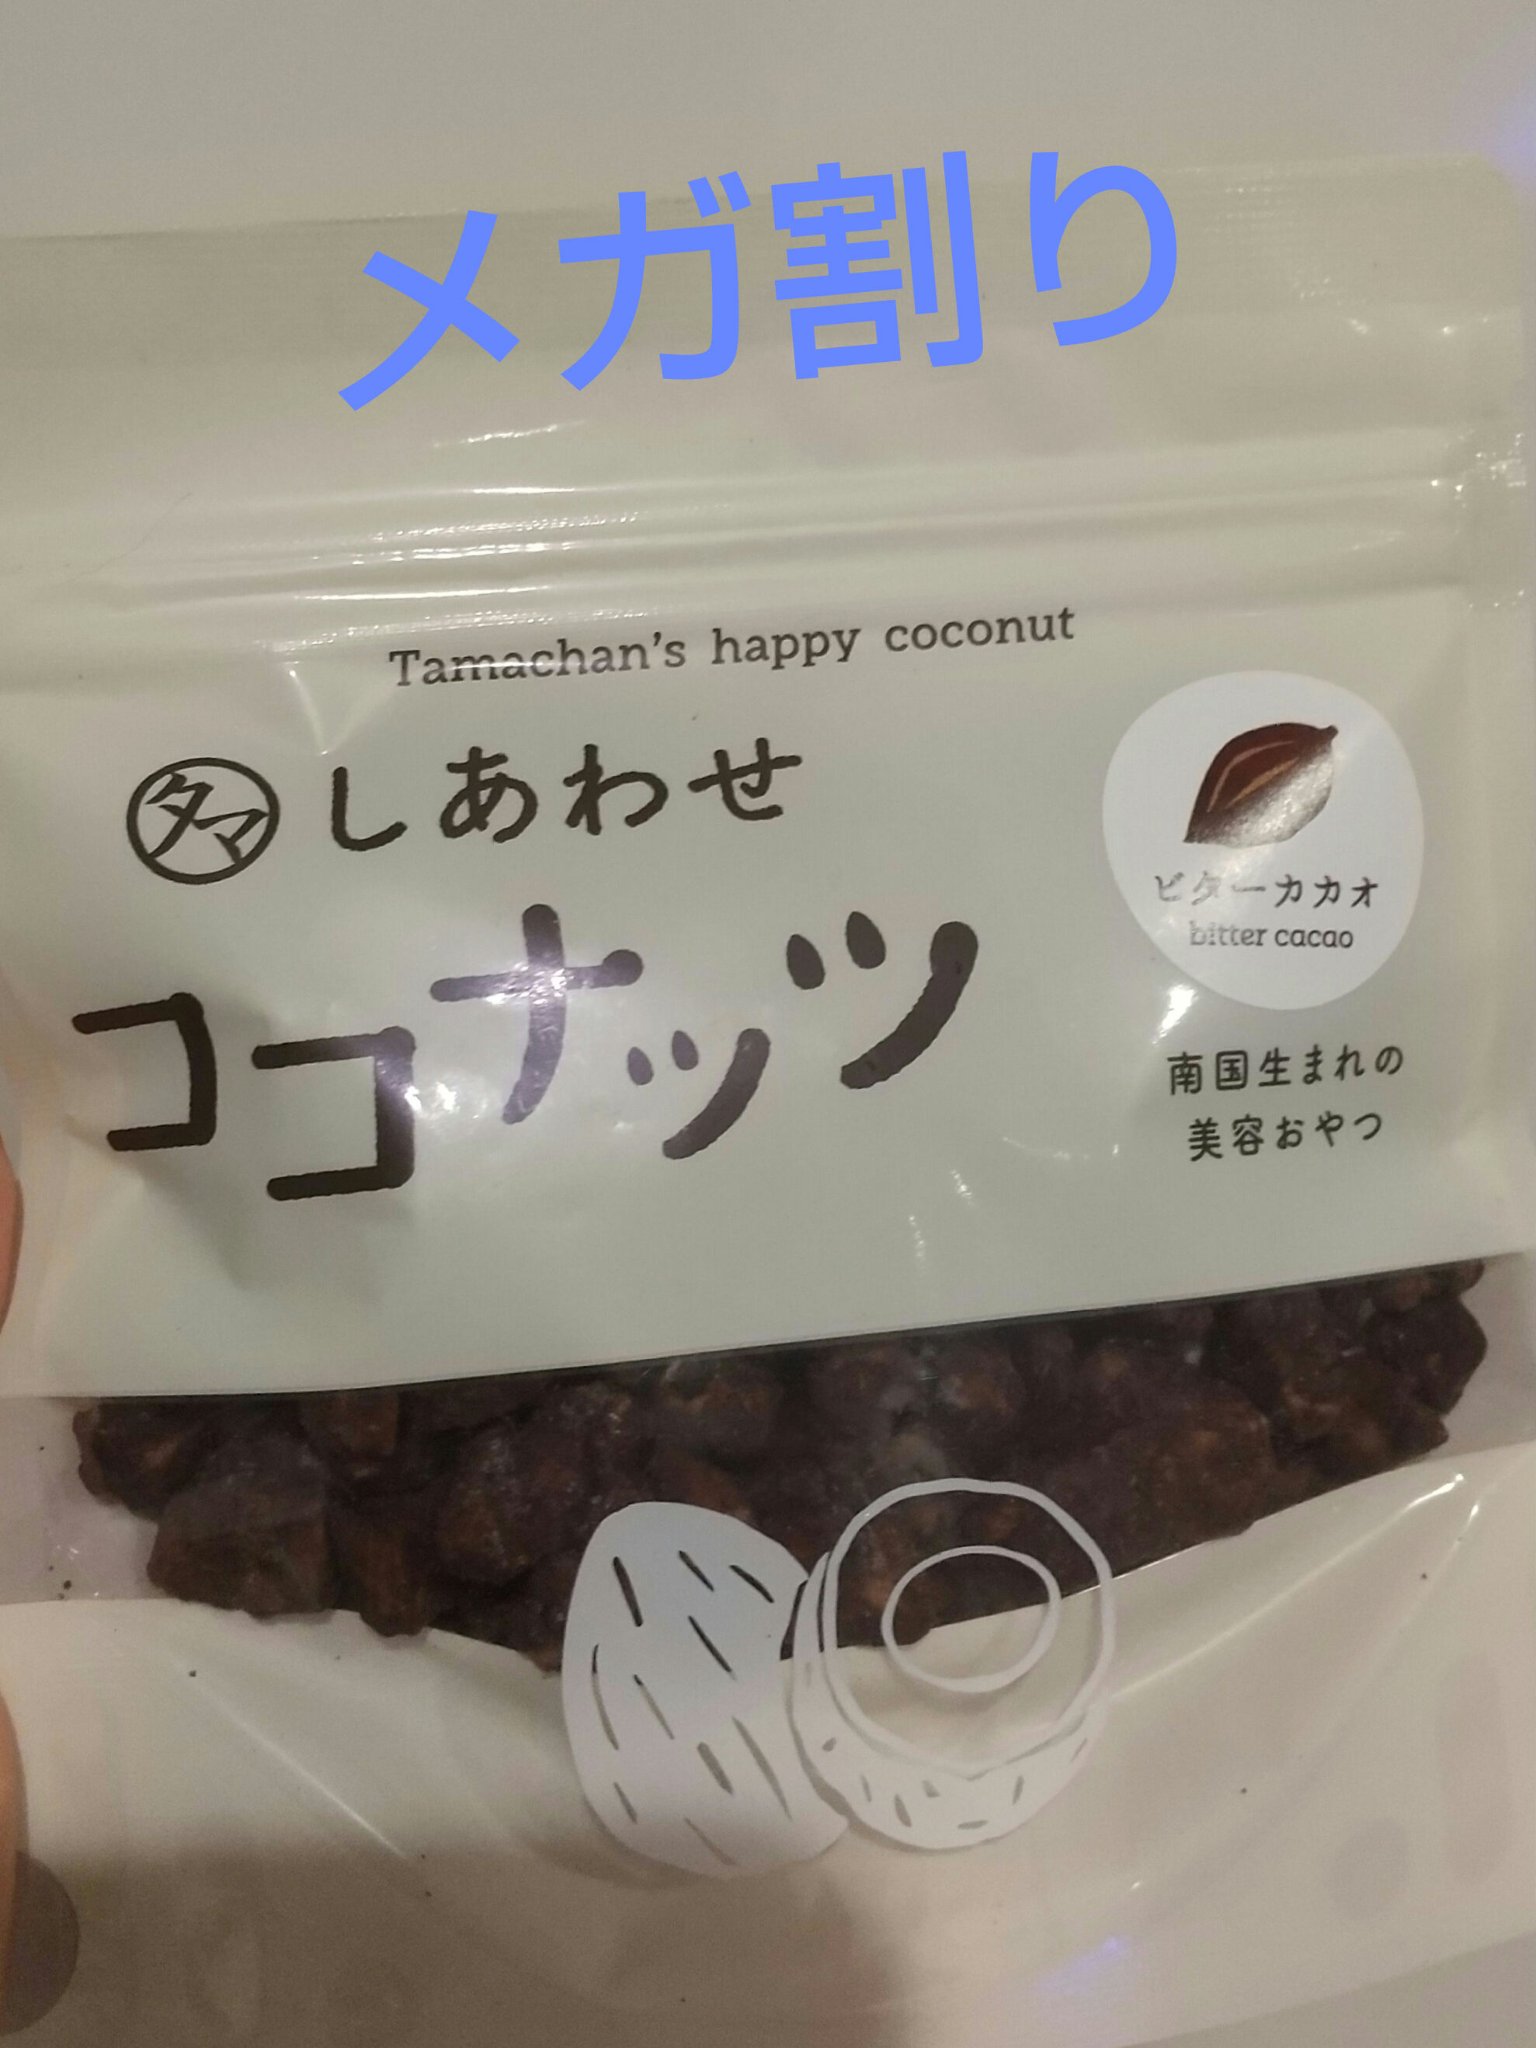 メガ割り
Tamachan's happy coconut
タマ しあわせ
ココナッツ
ビターカカオ
bitter cacao
南国生まれの
美容おやつ